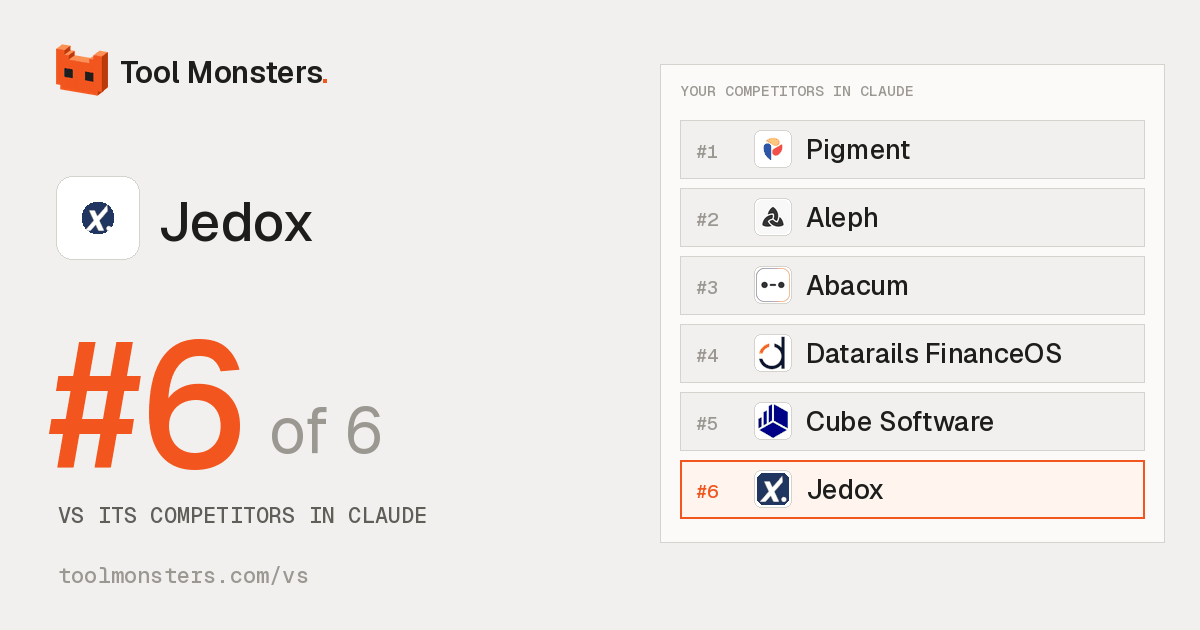 Tool Monsters.
Jedox
#6 of 6
VS ITS COMPETITORS IN CLAUDE
toolmonsters.com/vs
YOUR COMPETITORS IN CLAUDE
#1 Pigment
#2 Aleph
#3 Abacum
#4 Datarails FinanceOS
#5 Cube Software
#6 Jedox